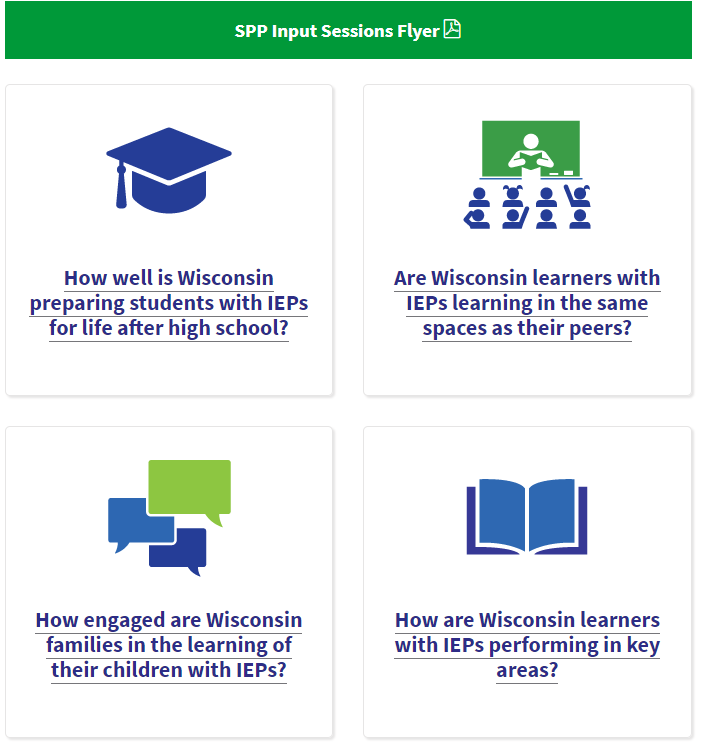 SPP Input Sessions Flyer
How well is Wisconsin
preparing students with IEPs
for life after high school?
Are Wisconsin learners with
IEPs learning in the same
spaces as their peers?
How engaged are Wisconsin
families in the learning of
their children with IEPs?
How are Wisconsin learners
with IEPs performing in key
areas?